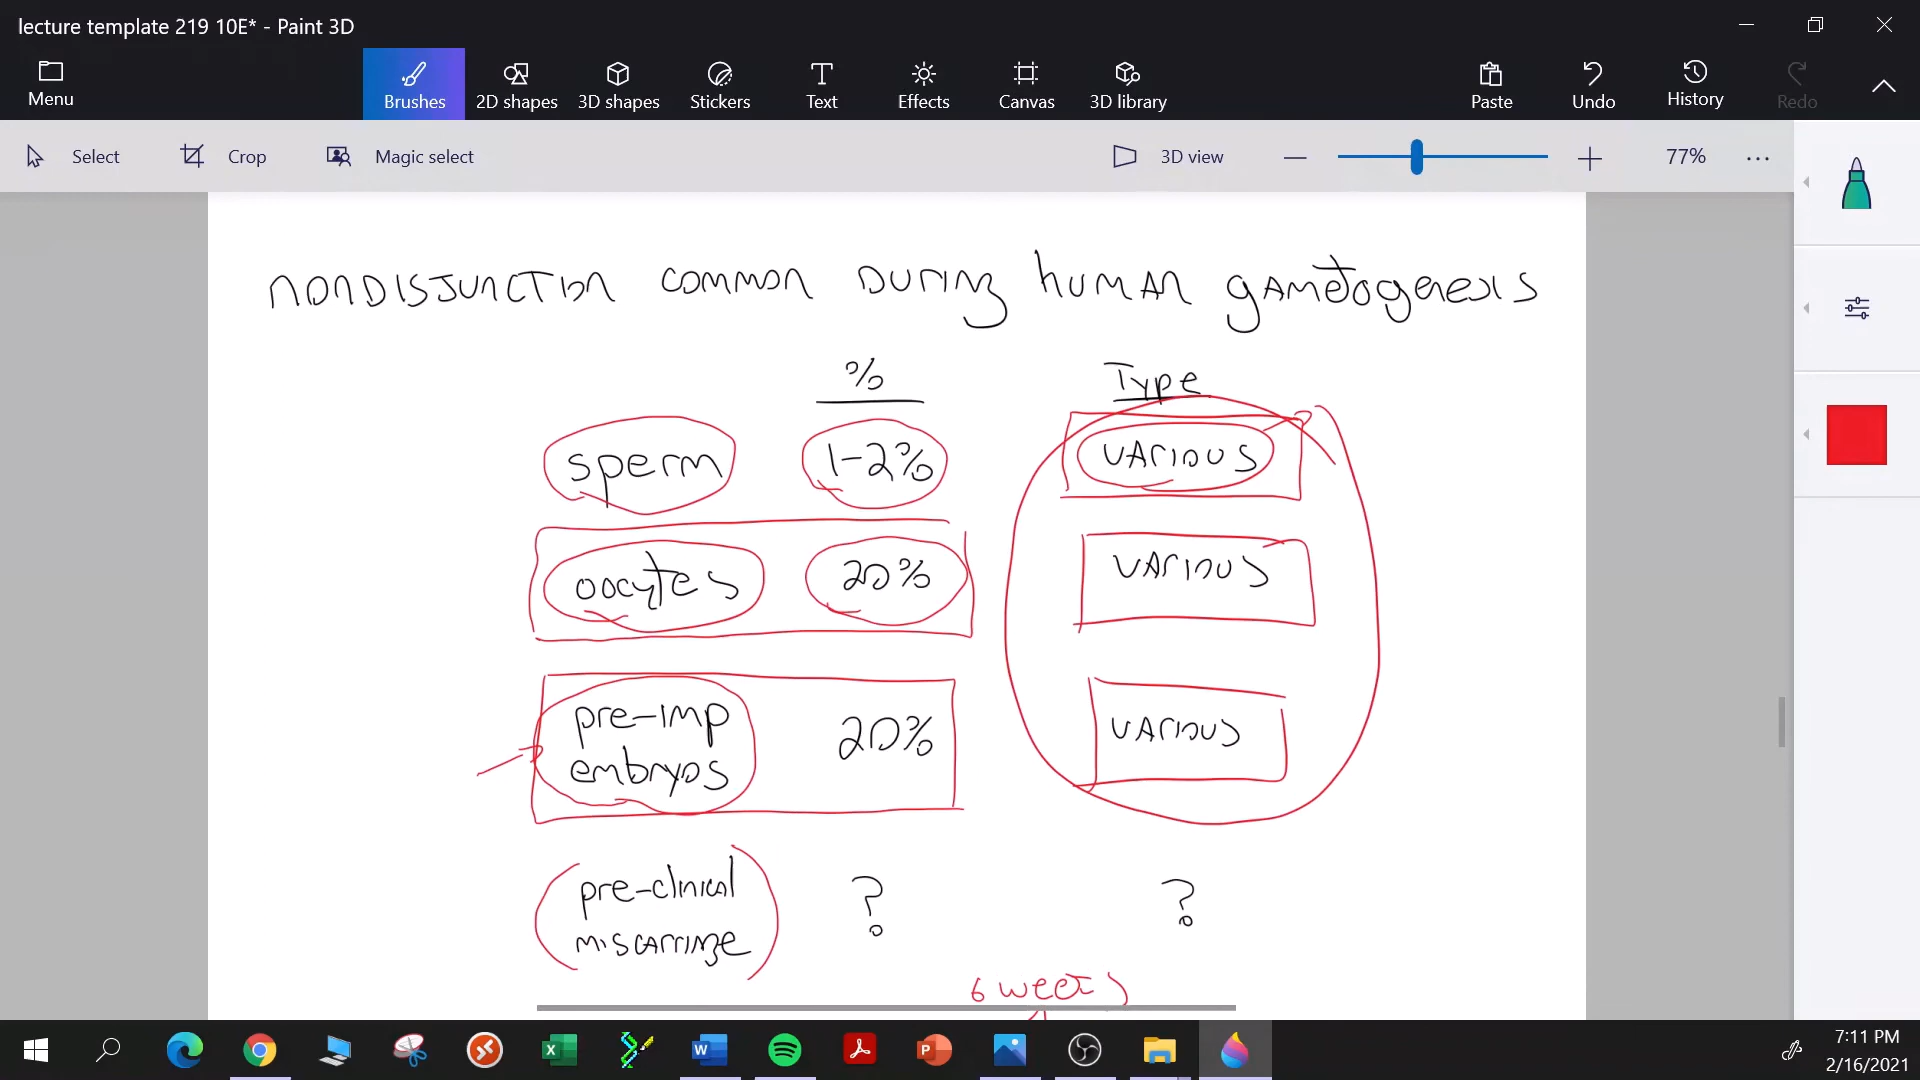 lecture template 219 10E* - Paint 3D
Menu
Brushes
2D shapes
3D shapes
Stickers
Text
Effects
Canvas
3D library
Paste
Undo
History
Redo
Select
Crop
Magic select
3D view
77%
NONDISJUNCTION COMMON DURING HUMAN gametogenesis
% Type
sperm 1-2% VARIOUS
oocytes 20% VARIOUS
pre-imp
embryos 20% VARIOUS
pre-clinical ? ?
miscarriage
6 weeks
7:11 PM
2/16/2021